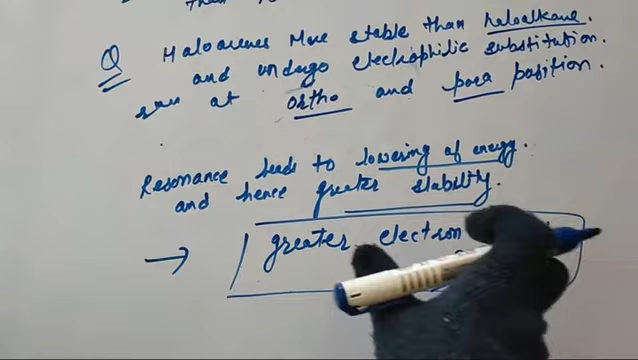 than
Q Haloarenes More stable than haloalkane.
and undergo electrophilic substitution.
at ortho and para position.
Resonance leads to lowering of energy.
and hence greater stability.
→ greater electron